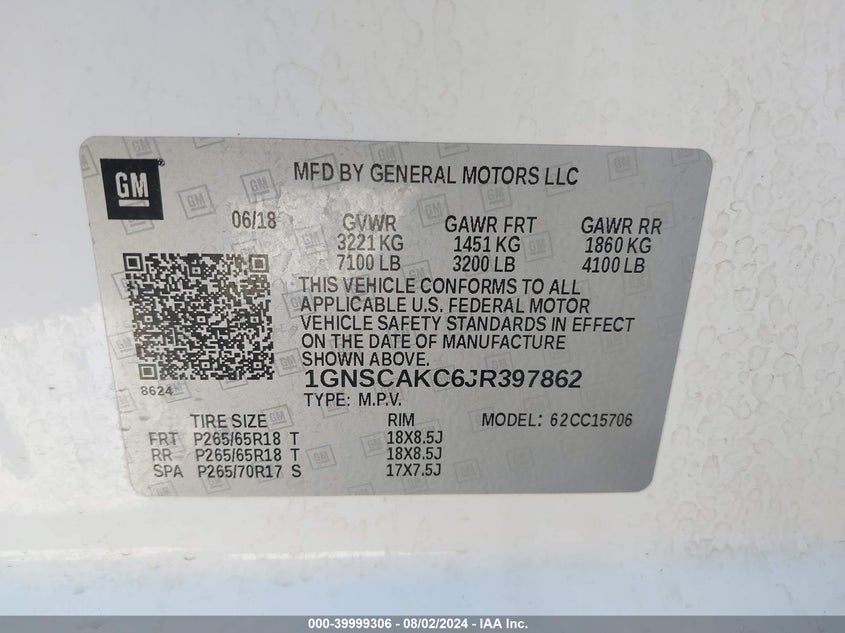 GM
MFD BY GENERAL MOTORS LLC
06/18 GVWR GAWR FRT GAWR RR
3221 KG 1451 KG 1860 KG
7100 LB 3200 LB 4100 LB
THIS VEHICLE CONFORMS TO ALL
APPLICABLE U.S. FEDERAL MOTOR
VEHICLE SAFETY STANDARDS IN EFFECT
ON THE DATE OF MANUFACTURE
SHOWN ABOVE.
8624
1GNSCAKC6JR397862
TYPE: M.P.V.
TIRE SIZE RIM MODEL: 62CC15706
FRT P265/65R18 T 18X8.5J
RR P265/65R18 T 18X8.5J
SPA P265/70R17 S 17X7.5J
000-39999306 - 08/02/2024 - IAA Inc.